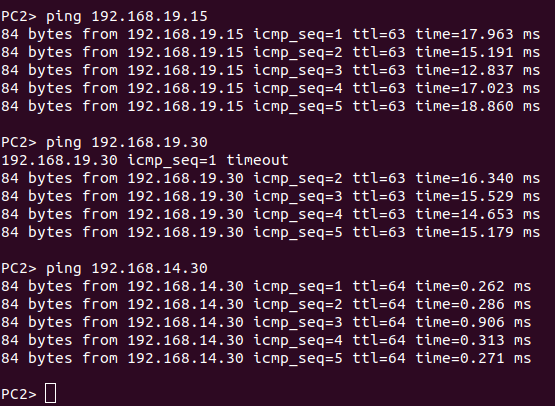 PC2> ping 192.168.19.15
84 bytes from 192.168.19.15 icmp_seq=1 ttl=63 time=17.963 ms
84 bytes from 192.168.19.15 icmp_seq=2 ttl=63 time=15.191 ms
84 bytes from 192.168.19.15 icmp_seq=3 ttl=63 time=12.837 ms
84 bytes from 192.168.19.15 icmp_seq=4 ttl=63 time=17.023 ms
84 bytes from 192.168.19.15 icmp_seq=5 ttl=63 time=18.860 ms
PC2> ping 192.168.19.30
192.168.19.30 icmp_seq=1 timeout
84 bytes from 192.168.19.30 icmp_seq=2 ttl=63 time=16.340 ms
84 bytes from 192.168.19.30 icmp_seq=3 ttl=63 time=15.529 ms
84 bytes from 192.168.19.30 icmp_seq=4 ttl=63 time=14.653 ms
84 bytes from 192.168.19.30 icmp_seq=5 ttl=63 time=15.179 ms
PC2> ping 192.168.14.30
84 bytes from 192.168.14.30 icmp_seq=1 ttl=64 time=0.262 ms
84 bytes from 192.168.14.30 icmp_seq=2 ttl=64 time=0.286 ms
84 bytes from 192.168.14.30 icmp_seq=3 ttl=64 time=0.906 ms
84 bytes from 192.168.14.30 icmp_seq=4 ttl=64 time=0.313 ms
84 bytes from 192.168.14.30 icmp_seq=5 ttl=64 time=0.271 ms
PC2>